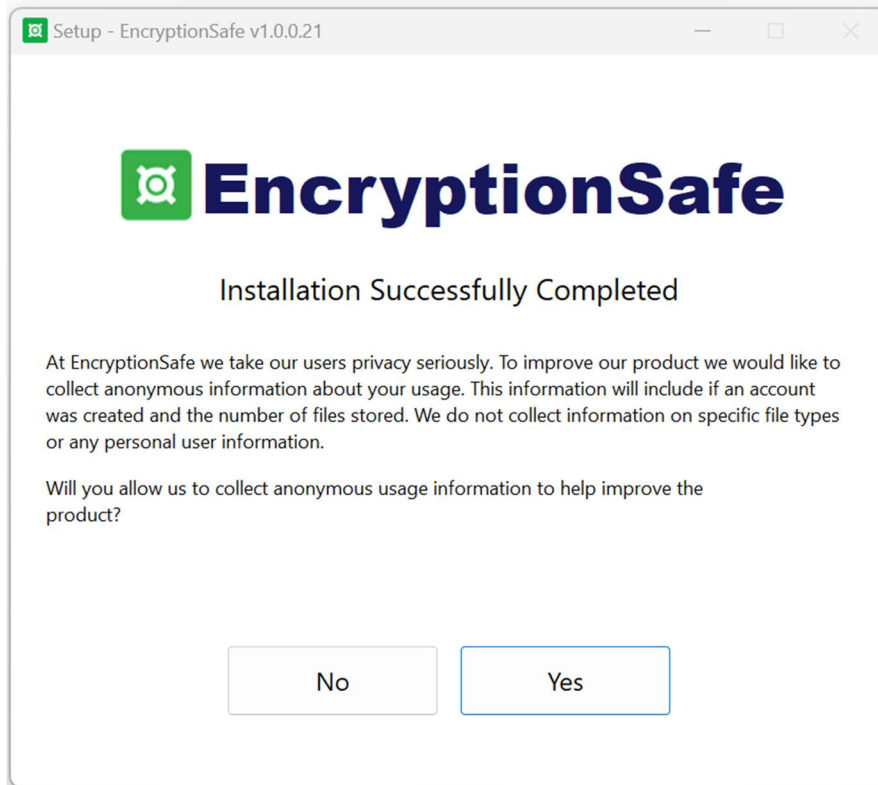 Setup - EncryptionSafe v1.0.0.21
EncryptionSafe
Installation Successfully Completed
At EncryptionSafe we take our users privacy seriously. To improve our product we would like to
collect anonymous information about your usage. This information will include if an account
was created and the number of files stored. We do not collect information on specific file types
or any personal user information.
Will you allow us to collect anonymous usage information to help improve the
product?
No
Yes